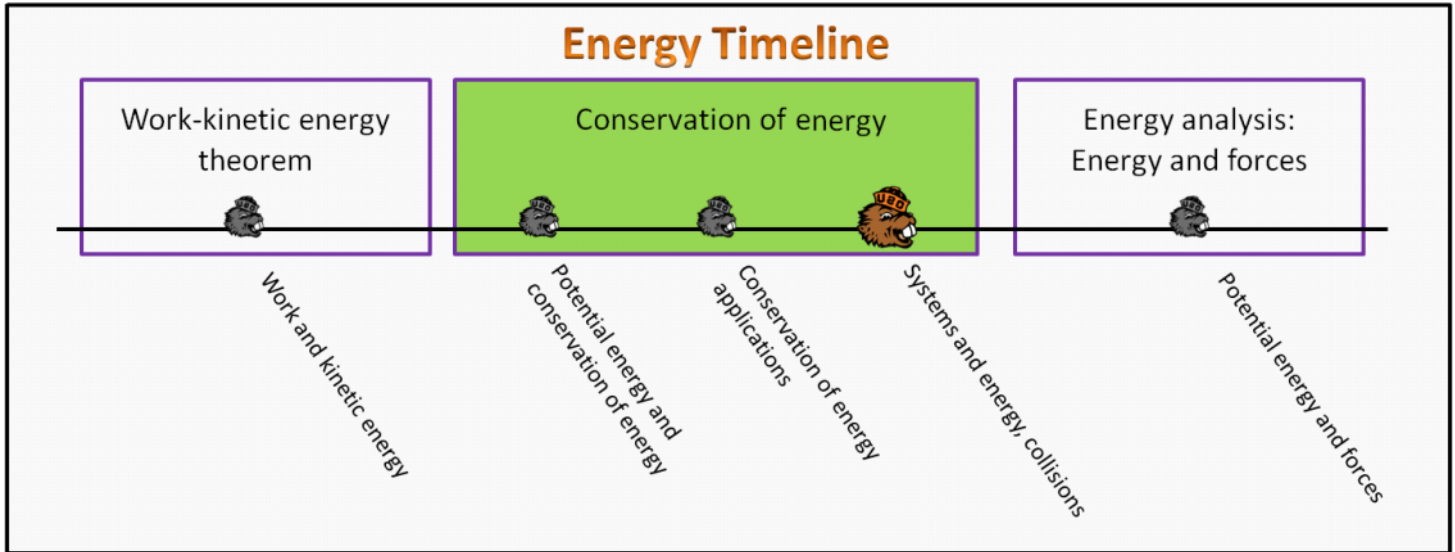 Energy Timeline
Work-kinetic energy
theorem
Conservation of energy
Energy analysis:
Energy and forces
Work and kinetic energy
Potential energy and
conservation of energy
Conservation of energy
applications
Systems and energy, collisions
Potential energy and forces